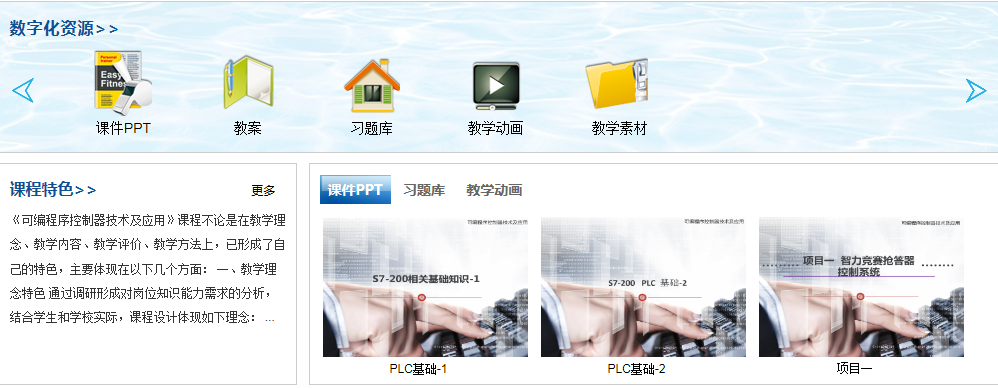 数字化资源>>
Personal trainer
Easy
Fitness
课件PPT
教案
习题库
教学动画
教学素材
课程特色>>
更多
《可编程序控制器技术及应用》课程不论是在教学理
念、教学内容、教学评价、教学方法上，已形成了自
己的特色，主要体现在以下几个方面： 一、教学理
念特色 通过调研形成对岗位知识能力需求的分析，
结合学生和学校实际，课程设计体现如下理念： ...
课件PPT 习题库 教学动画
可编程序控制器技术及应用
S7-200相关基础知识-1
PLC基础-1
可编程序控制器技术及应用
S7-200 PLC 基础-2
PLC基础-2
可编程序控制器技术及应用
项目一 智力竞赛抢答器
控制系统
项目一